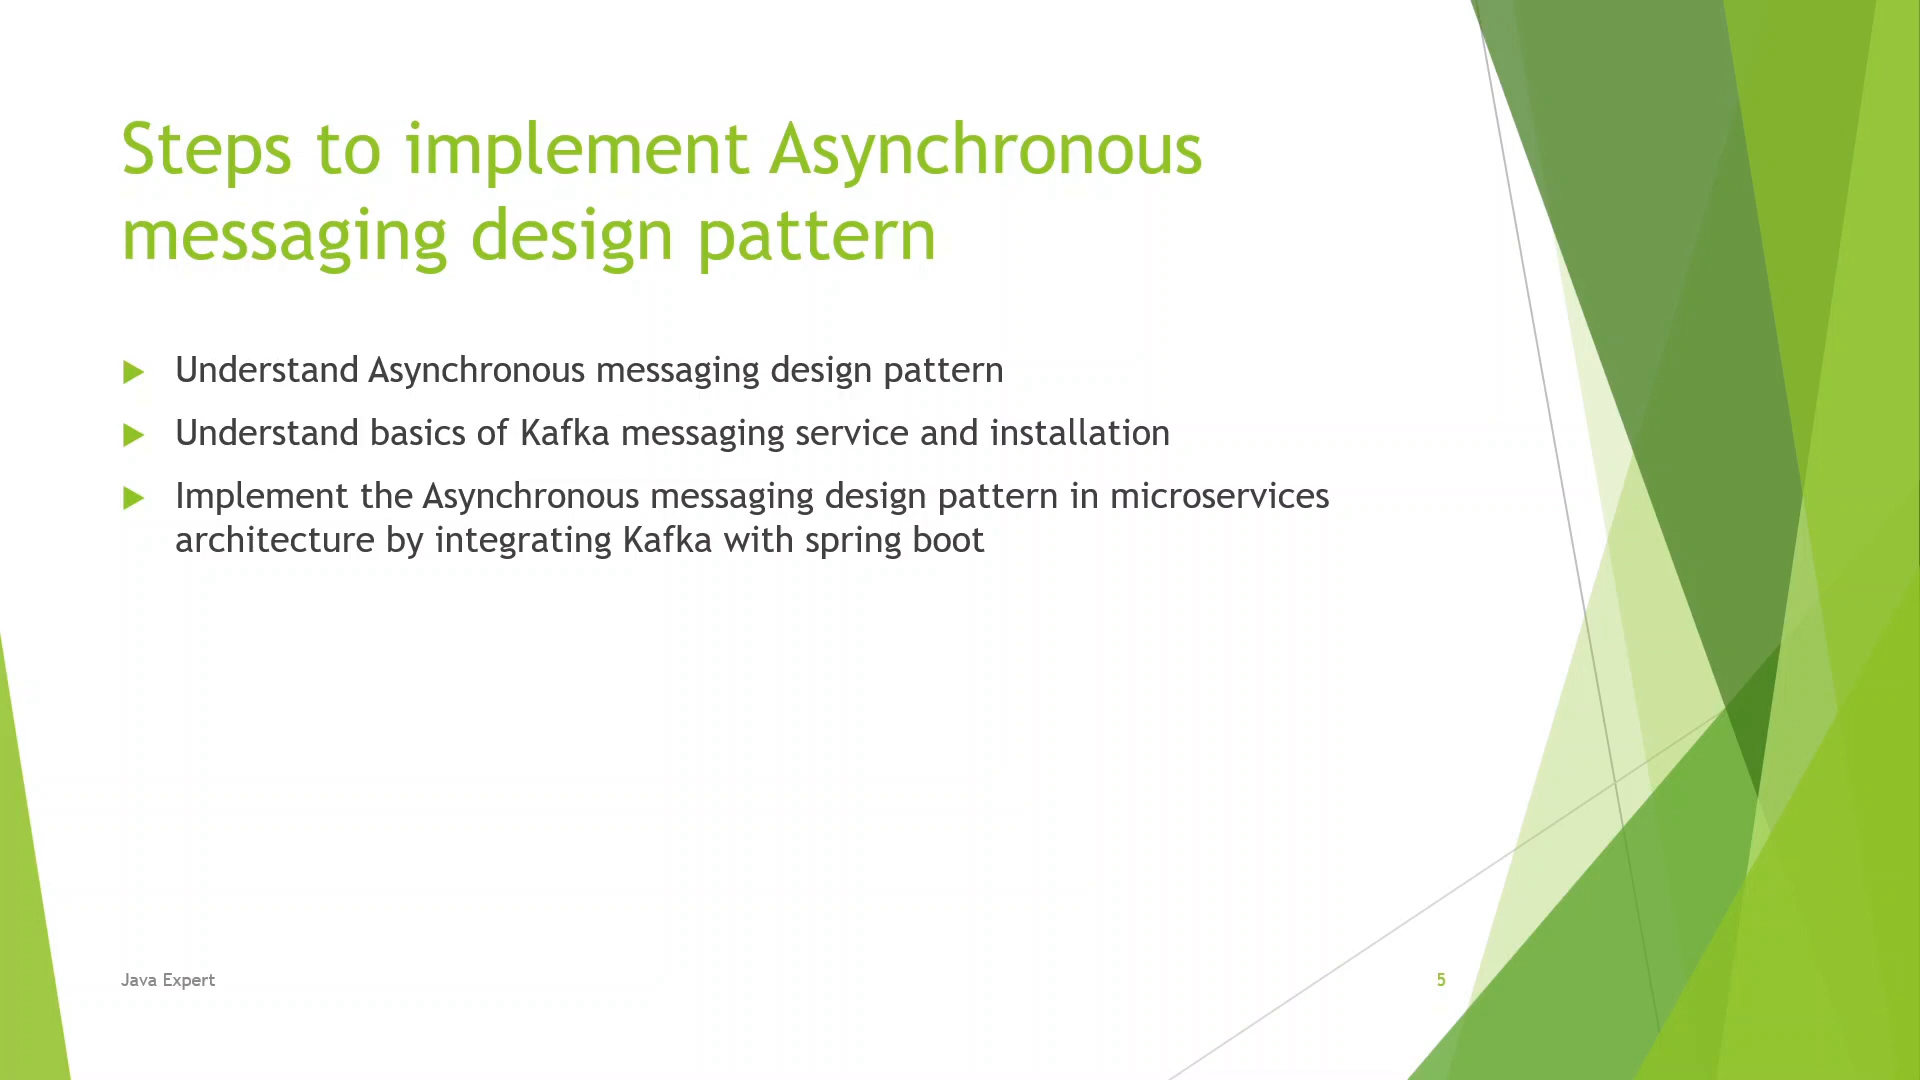 Steps to implement Asynchronous
messaging design pattern
Understand Asynchronous messaging design pattern
Understand basics of Kafka messaging service and installation
Implement the Asynchronous messaging design pattern in microservices
architecture by integrating Kafka with spring boot
Java Expert
5